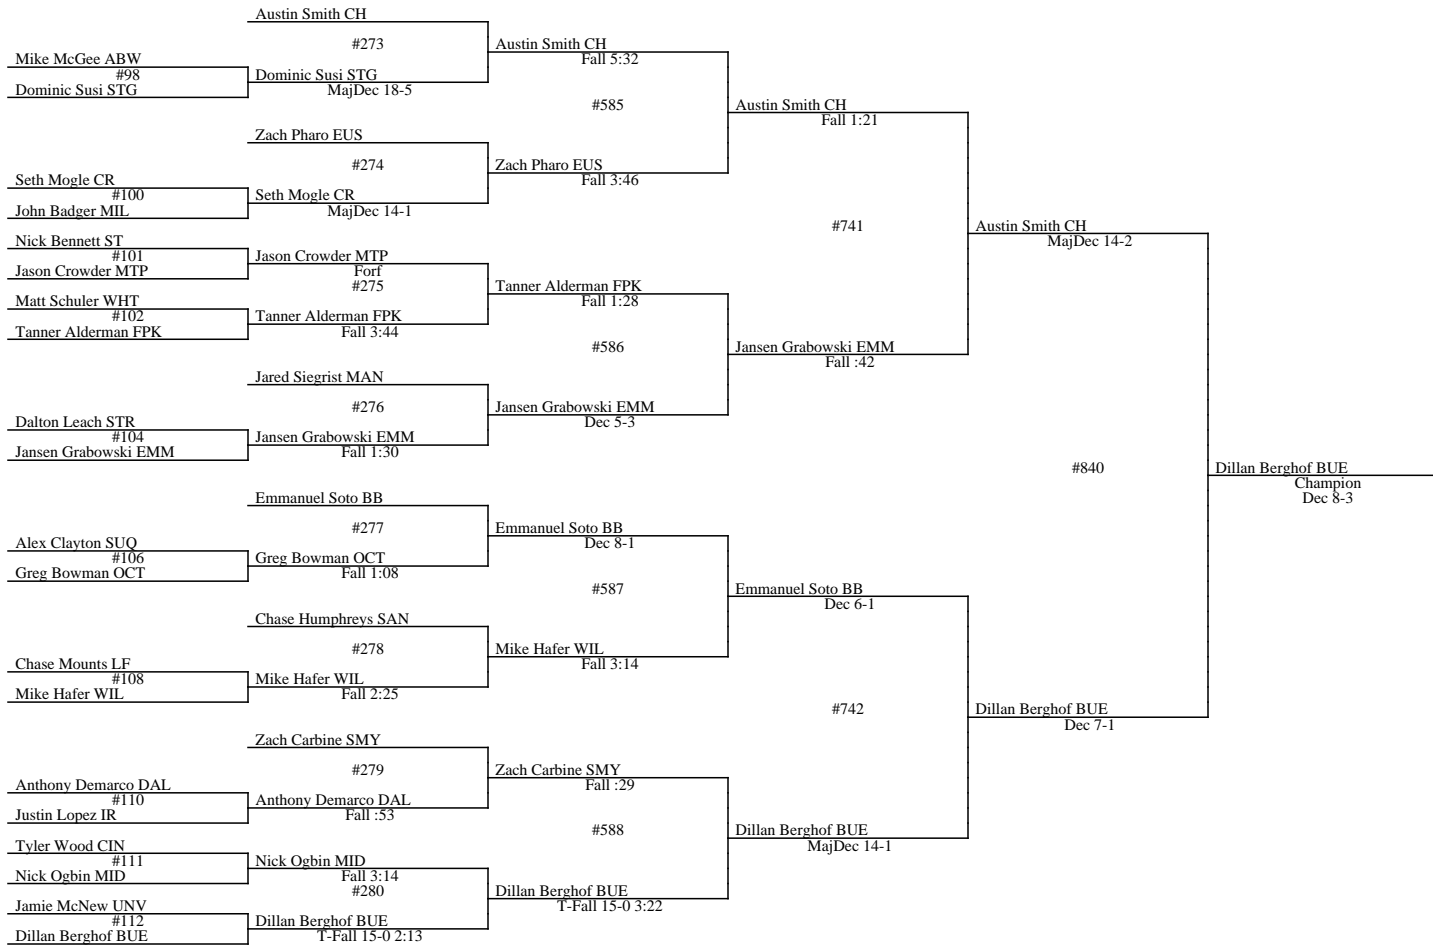 Austin Smith CH
#273
Austin Smith CH
Mike McGee ABW
Fall 5:32
#98
Dominic Susi STG
Dominic Susi STG
MajDec 18-5
#585
Austin Smith CH
Fall 1:21
Zach Pharo EUS
#274
Zach Pharo EUS
Seth Mogle CR
Fall 3:46
#100
Seth Mogle CR
John Badger MIL
MajDec 14-1
#741
Austin Smith CH
Nick Bennett ST
MajDec 14-2
#101
Jason Crowder MTP
Jason Crowder MTP
Forf
#275
Tanner Alderman FPK
Matt Schuler WHT
Fall 1:28
#102
Tanner Alderman FPK
Tanner Alderman FPK
Fall 3:44
#586
Jansen Grabowski EMM
Fall :42
Jared Siegrist MAN
#276
Jansen Grabowski EMM
Dalton Leach STR
Dec 5-3
#104
Jansen Grabowski EMM
Jansen Grabowski EMM
Fall 1:30
#840
Dillan Berghof BUE
Champion
Dec 8-3
Emmanuel Soto BB
#277
Emmanuel Soto BB
Alex Clayton SUQ
Dec 8-1
#106
Greg Bowman OCT
Greg Bowman OCT
Fall 1:08
#587
Emmanuel Soto BB
Dec 6-1
Chase Humphreys SAN
#278
Mike Hafer WIL
Chase Mounts LF
Fall 3:14
#108
Mike Hafer WIL
Mike Hafer WIL
Fall 2:25
#742
Dillan Berghof BUE
Dec 7-1
Zach Carbine SMY
#279
Zach Carbine SMY
Anthony Demarco DAL
Fall :29
#110
Anthony Demarco DAL
Justin Lopez IR
Fall :53
#588
Dillan Berghof BUE
Tyler Wood CIN
MajDec 14-1
#111
Nick Ogbin MID
Nick Ogbin MID
Fall 3:14
#280
Dillan Berghof BUE
Jamie McNew UNV
T-Fall 15-0 3:22
#112
Dillan Berghof BUE
Dillan Berghof BUE
T-Fall 15-0 2:13